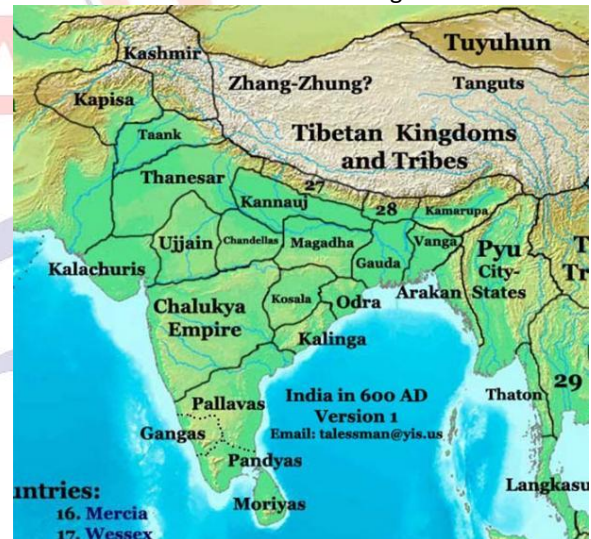 Tuyuhun
Kashmir
Zhang-Zhung?
Tanguts
Kapisa
Taank
Tibetan Kingdoms
and Tribes
Thanesar
27
Kannauj
28
Kamarupa
Ujjain
Chandellas
Magadha
Vanga
Pyu
City-
States
Gauda
Kalachuris
Kosala
Odra
Arakan
Chalukya
Empire
Kalinga
Pallavas
India in 600 AD
Version 1
Email: talessman@yis.us
29
Thaton
Gangas
Pandyas
Moriyas
Langkasu
untries:
16. Mercia
17. Wessex